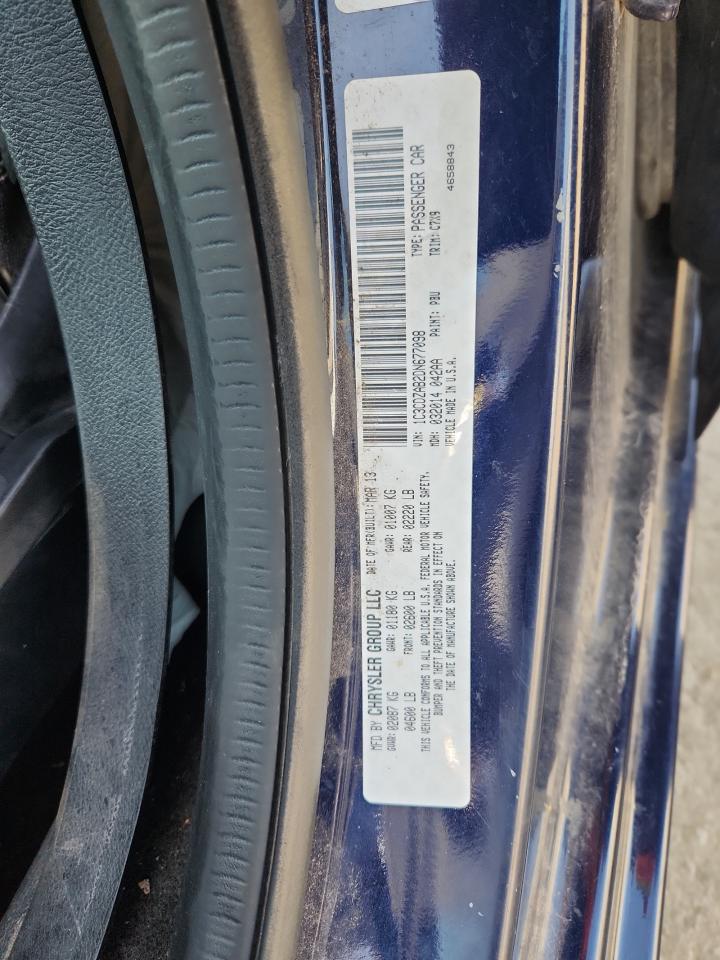 MFD BY CHRYSLER GROUP LLC DATE OF MFR(BUILT): MAR 13
GVWR: 02087 KG GAWR: 01180 KG GAWR: 01007 KG
04600 LB FRONT: 02600 LB REAR: 02220 LB
THIS VEHICLE CONFORMS TO ALL APPLICABLE U.S.A. FEDERAL MOTOR VEHICLE SAFETY,
BUMPER AND THEFT PREVENTION STANDARDS IN EFFECT ON
THE DATE OF MANUFACTURE SHOWN ABOVE.
VIN: 1C3CDZAB2DN677098 TYPE: PASSENGER CAR
MDH: 032014 042AA PAINT: PBU TRIM: C7X9
VEHICLE MADE IN U.S.A. 4658843